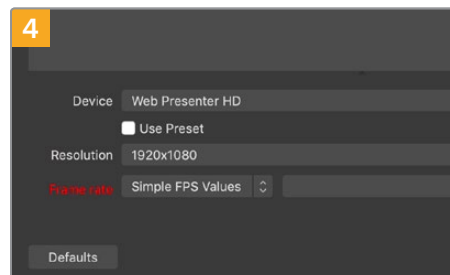 4
Device Web Presenter HD
Use Preset
Resolution 1920x1080
Frame rate Simple FPS Values
Defaults